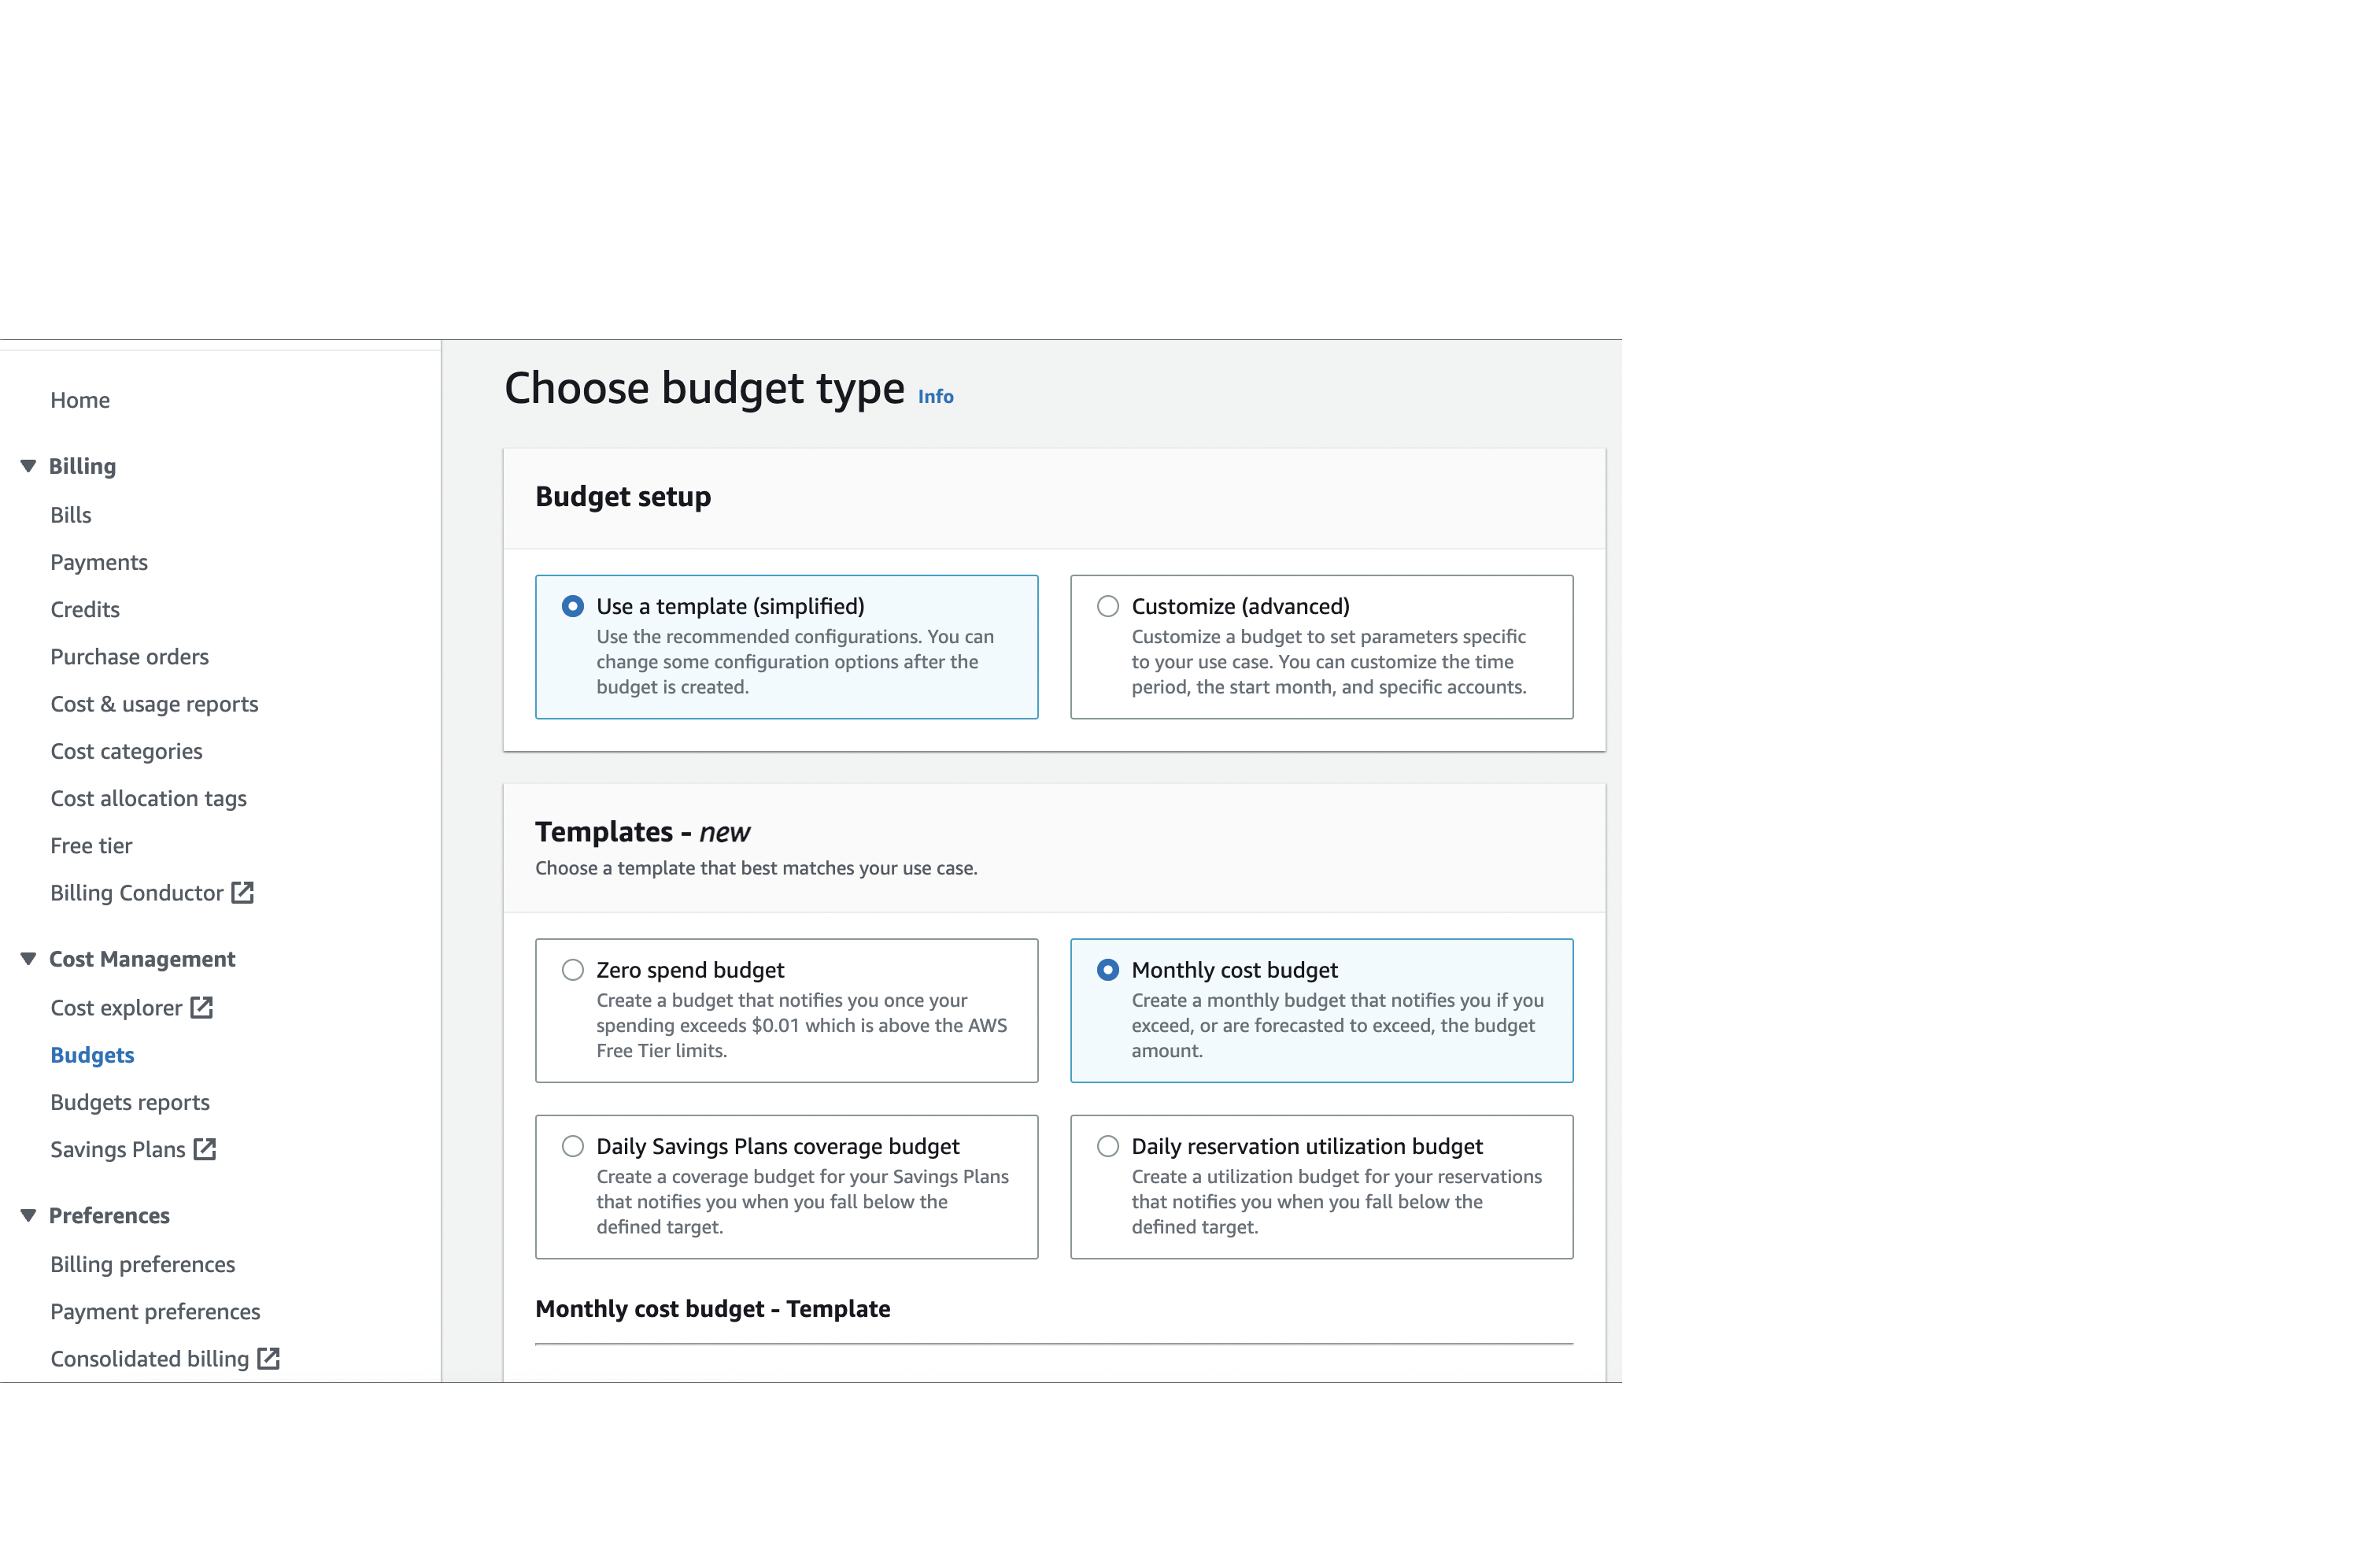 Home
Billing
Bills
Payments
Credits
Purchase orders
Cost & usage reports
Cost categories
Cost allocation tags
Free tier
Billing Conductor
Cost Management
Cost explorer
Budgets
Budgets reports
Savings Plans
Preferences
Billing preferences
Payment preferences
Consolidated billing
Choose budget type Info
Budget setup
Use a template (simplified)
Use the recommended configurations. You can
change some configuration options after the
budget is created.
Customize (advanced)
Customize a budget to set parameters specific
to your use case. You can customize the time
period, the start month, and specific accounts.
Templates - new
Choose a template that best matches your use case.
Zero spend budget
Create a budget that notifies you once your
spending exceeds $0.01 which is above the AWS
Free Tier limits.
Monthly cost budget
Create a monthly budget that notifies you if you
exceed, or are forecasted to exceed, the budget
amount.
Daily Savings Plans coverage budget
Create a coverage budget for your Savings Plans
that notifies you when you fall below the
defined target.
Daily reservation utilization budget
Create a utilization budget for your reservations
that notifies you when you fall below the
defined target.
Monthly cost budget - Template